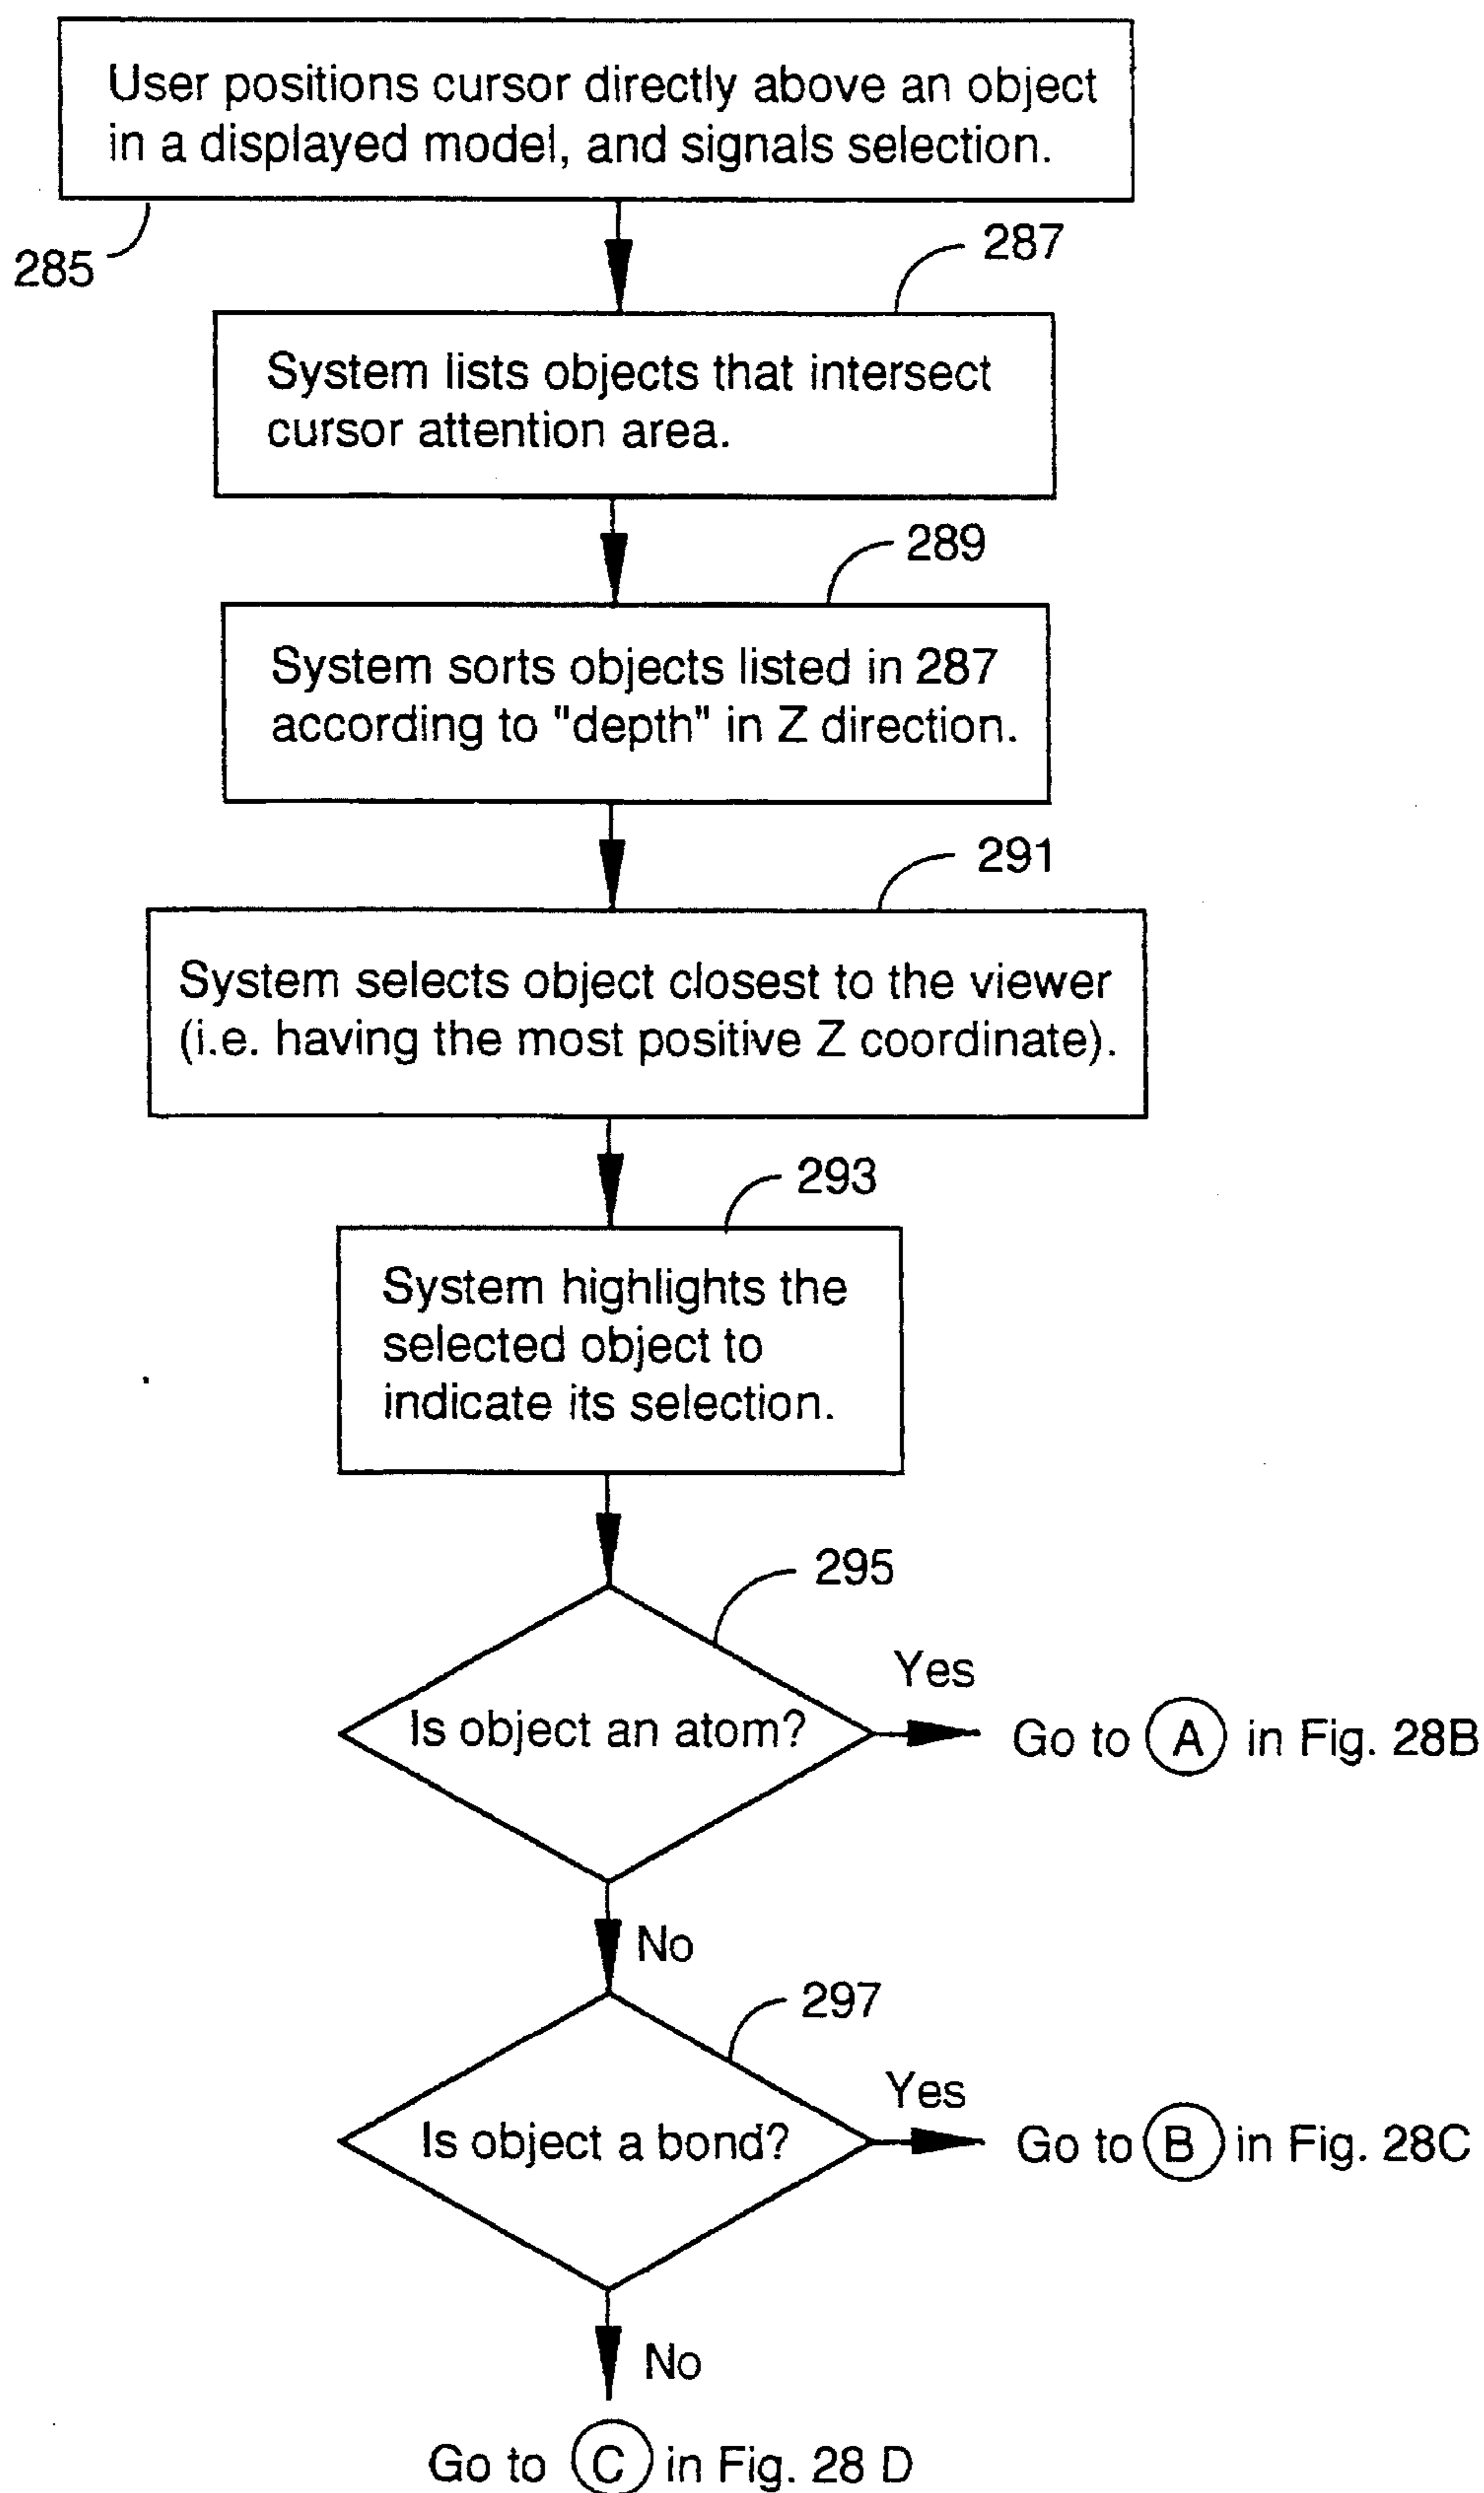 User positions cursor directly above an object
in a displayed model, and signals selection.
285
287
System lists objects that intersect
cursor attention area.
289
System sorts objects listed in 287
according to "depth" in Z direction.
291
System selects object closest to the viewer
(i.e. having the most positive Z coordinate).
293
System highlights the
selected object to
indicate its selection.
295
Is object an atom?
Yes
Go to A in Fig. 28B
No
297
Is object a bond?
Yes
Go to B in Fig. 28C
No
Go to C in Fig. 28 D